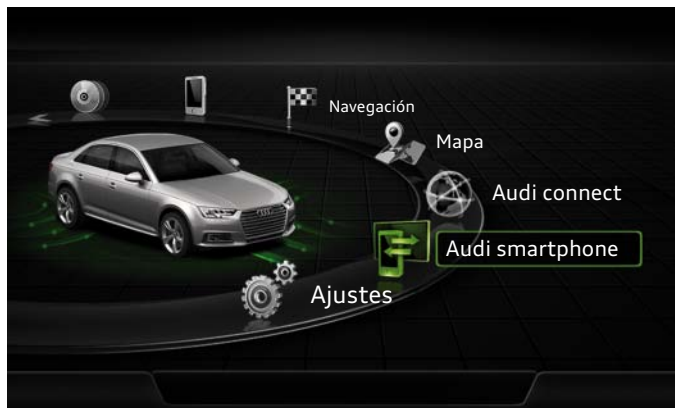 Navegación
Mapa
Audi connect
Audi smartphone
Ajustes